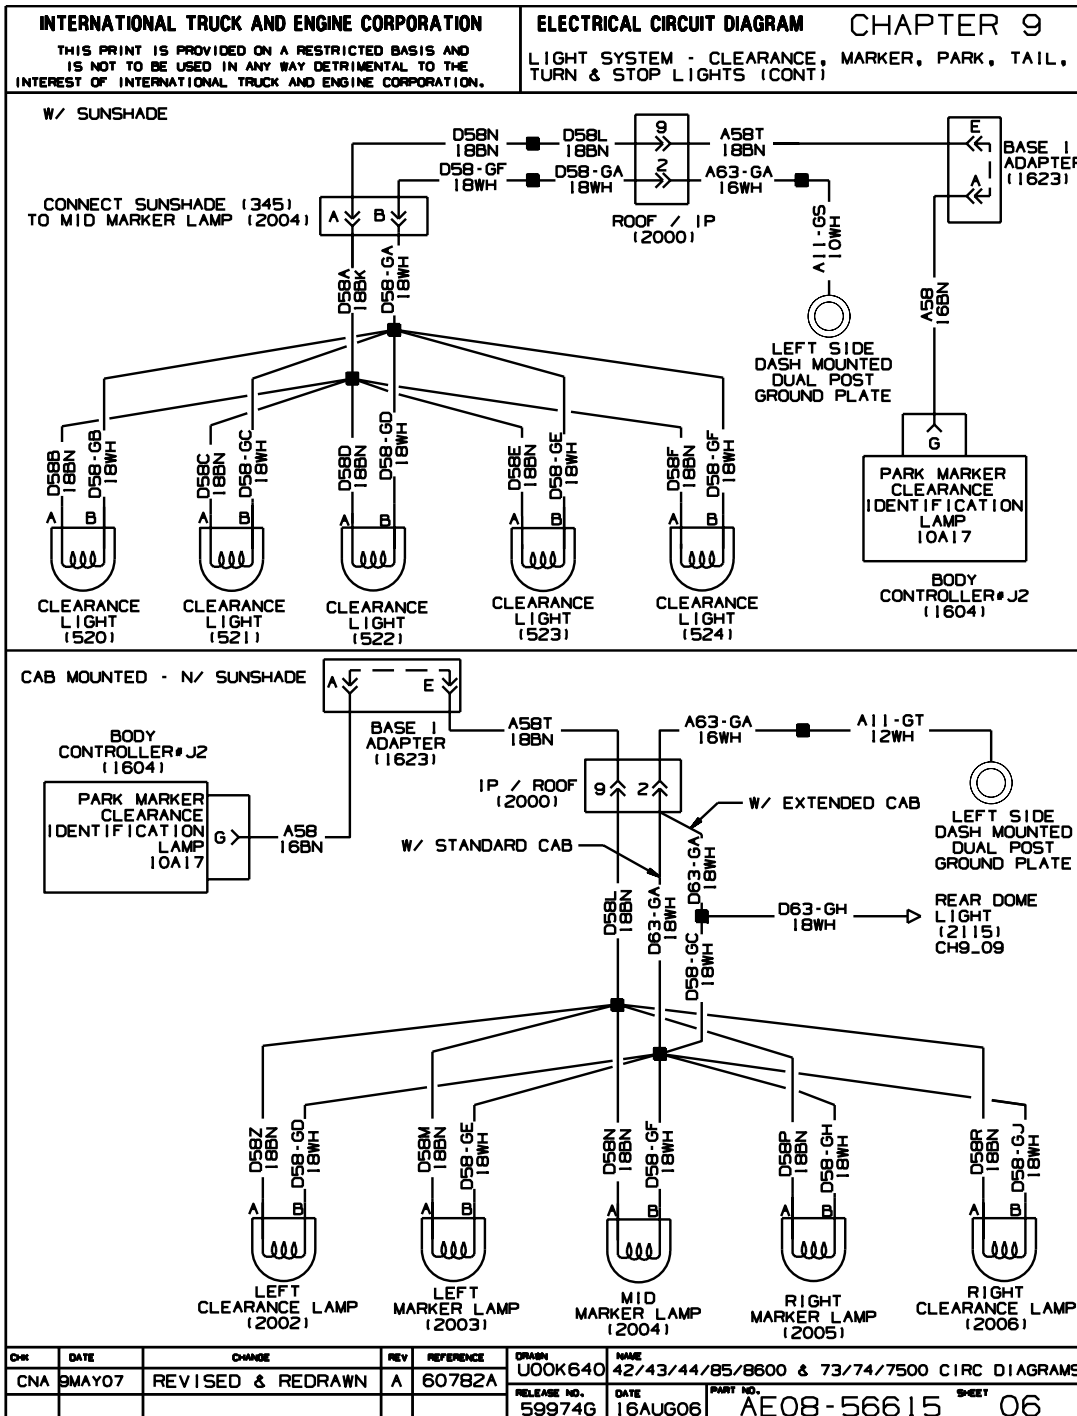 INTERNATIONAL TRUCK AND ENGINE CORPORATION
THIS PRINT IS PROVIDED ON A RESTRICTED BASIS AND
IS NOT TO BE USED IN ANY WAY DETRIMENTAL TO THE
INTEREST OF INTERNATIONAL TRUCK AND ENGINE CORPORATION.
ELECTRICAL CIRCUIT DIAGRAM CHAPTER 9
LIGHT SYSTEM - CLEARANCE, MARKER, PARK, TAIL,
TURN & STOP LIGHTS (CONT)
W/ SUNSHADE
D58N
18BN
D58L
18BN
9
A58T
18BN
E
BASE 1
ADAPTER
(1623)
A
D58-GF
18WH
D58-GA
18WH
2
A63-GA
16WH
ROOF / IP
(2000)
CONNECT SUNSHADE (345)
TO MID MARKER LAMP (2004)
A B
D58A
18BK
D58-GA
18WH
A11-GS
10WH
LEFT SIDE
DASH MOUNTED
DUAL POST
GROUND PLATE
A58
16BN
G
PARK MARKER
CLEARANCE
IDENTIFICATION
LAMP
10A17
BODY
CONTROLLER#J2
(1604)
D58B
18BN
D58-GB
18WH
D58C
18BN
D58-GC
18WH
D58D
18BN
D58-GD
18WH
D58E
18BN
D58-GE
18WH
D58F
18BN
D58-GF
18WH
A B
A B
A B
A B
A B
CLEARANCE
LIGHT
(520)
CLEARANCE
LIGHT
(521)
CLEARANCE
LIGHT
(522)
CLEARANCE
LIGHT
(523)
CLEARANCE
LIGHT
(524)
CAB MOUNTED - N/ SUNSHADE
A E
BASE 1
ADAPTER
(1623)
BODY
CONTROLLER#J2
(1604)
PARK MARKER
CLEARANCE
IDENTIFICATION
LAMP
10A17
G
A58
16BN
A58T
18BN
A63-GA
16WH
A11-GT
12WH
IP / ROOF
(2000)
9 2
W/ EXTENDED CAB
W/ STANDARD CAB
LEFT SIDE
DASH MOUNTED
DUAL POST
GROUND PLATE
D58L
18BN
D63-GA
18WH
D63-GA
18WH
D58-GC
18WH
D63-GH
18WH
REAR DOME
LIGHT
(2115)
CH9_09
D58Z
18BN
D58-GD
18WH
D58M
18BN
D58-GE
18WH
D58N
18BN
D58-GF
18WH
D58P
18BN
D58-GH
18WH
D58R
18BN
D58-GJ
18WH
A B
A B
A B
A B
A B
LEFT
CLEARANCE LAMP
(2002)
LEFT
MARKER LAMP
(2003)
MID
MARKER LAMP
(2004)
RIGHT
MARKER LAMP
(2005)
RIGHT
CLEARANCE LAMP
(2006)
CHK DATE CHANGE REV REFERENCE
CNA 9MAY07 REVISED & REDRAWN A 60782A
DRAWN
U00K640
NAME
42/43/44/85/8600 & 73/74/7500 CIRC DIAGRAMS
RELEASE NO.
59974G
DATE
16AUG06
PART NO.
AE08-56615
SHEET
06